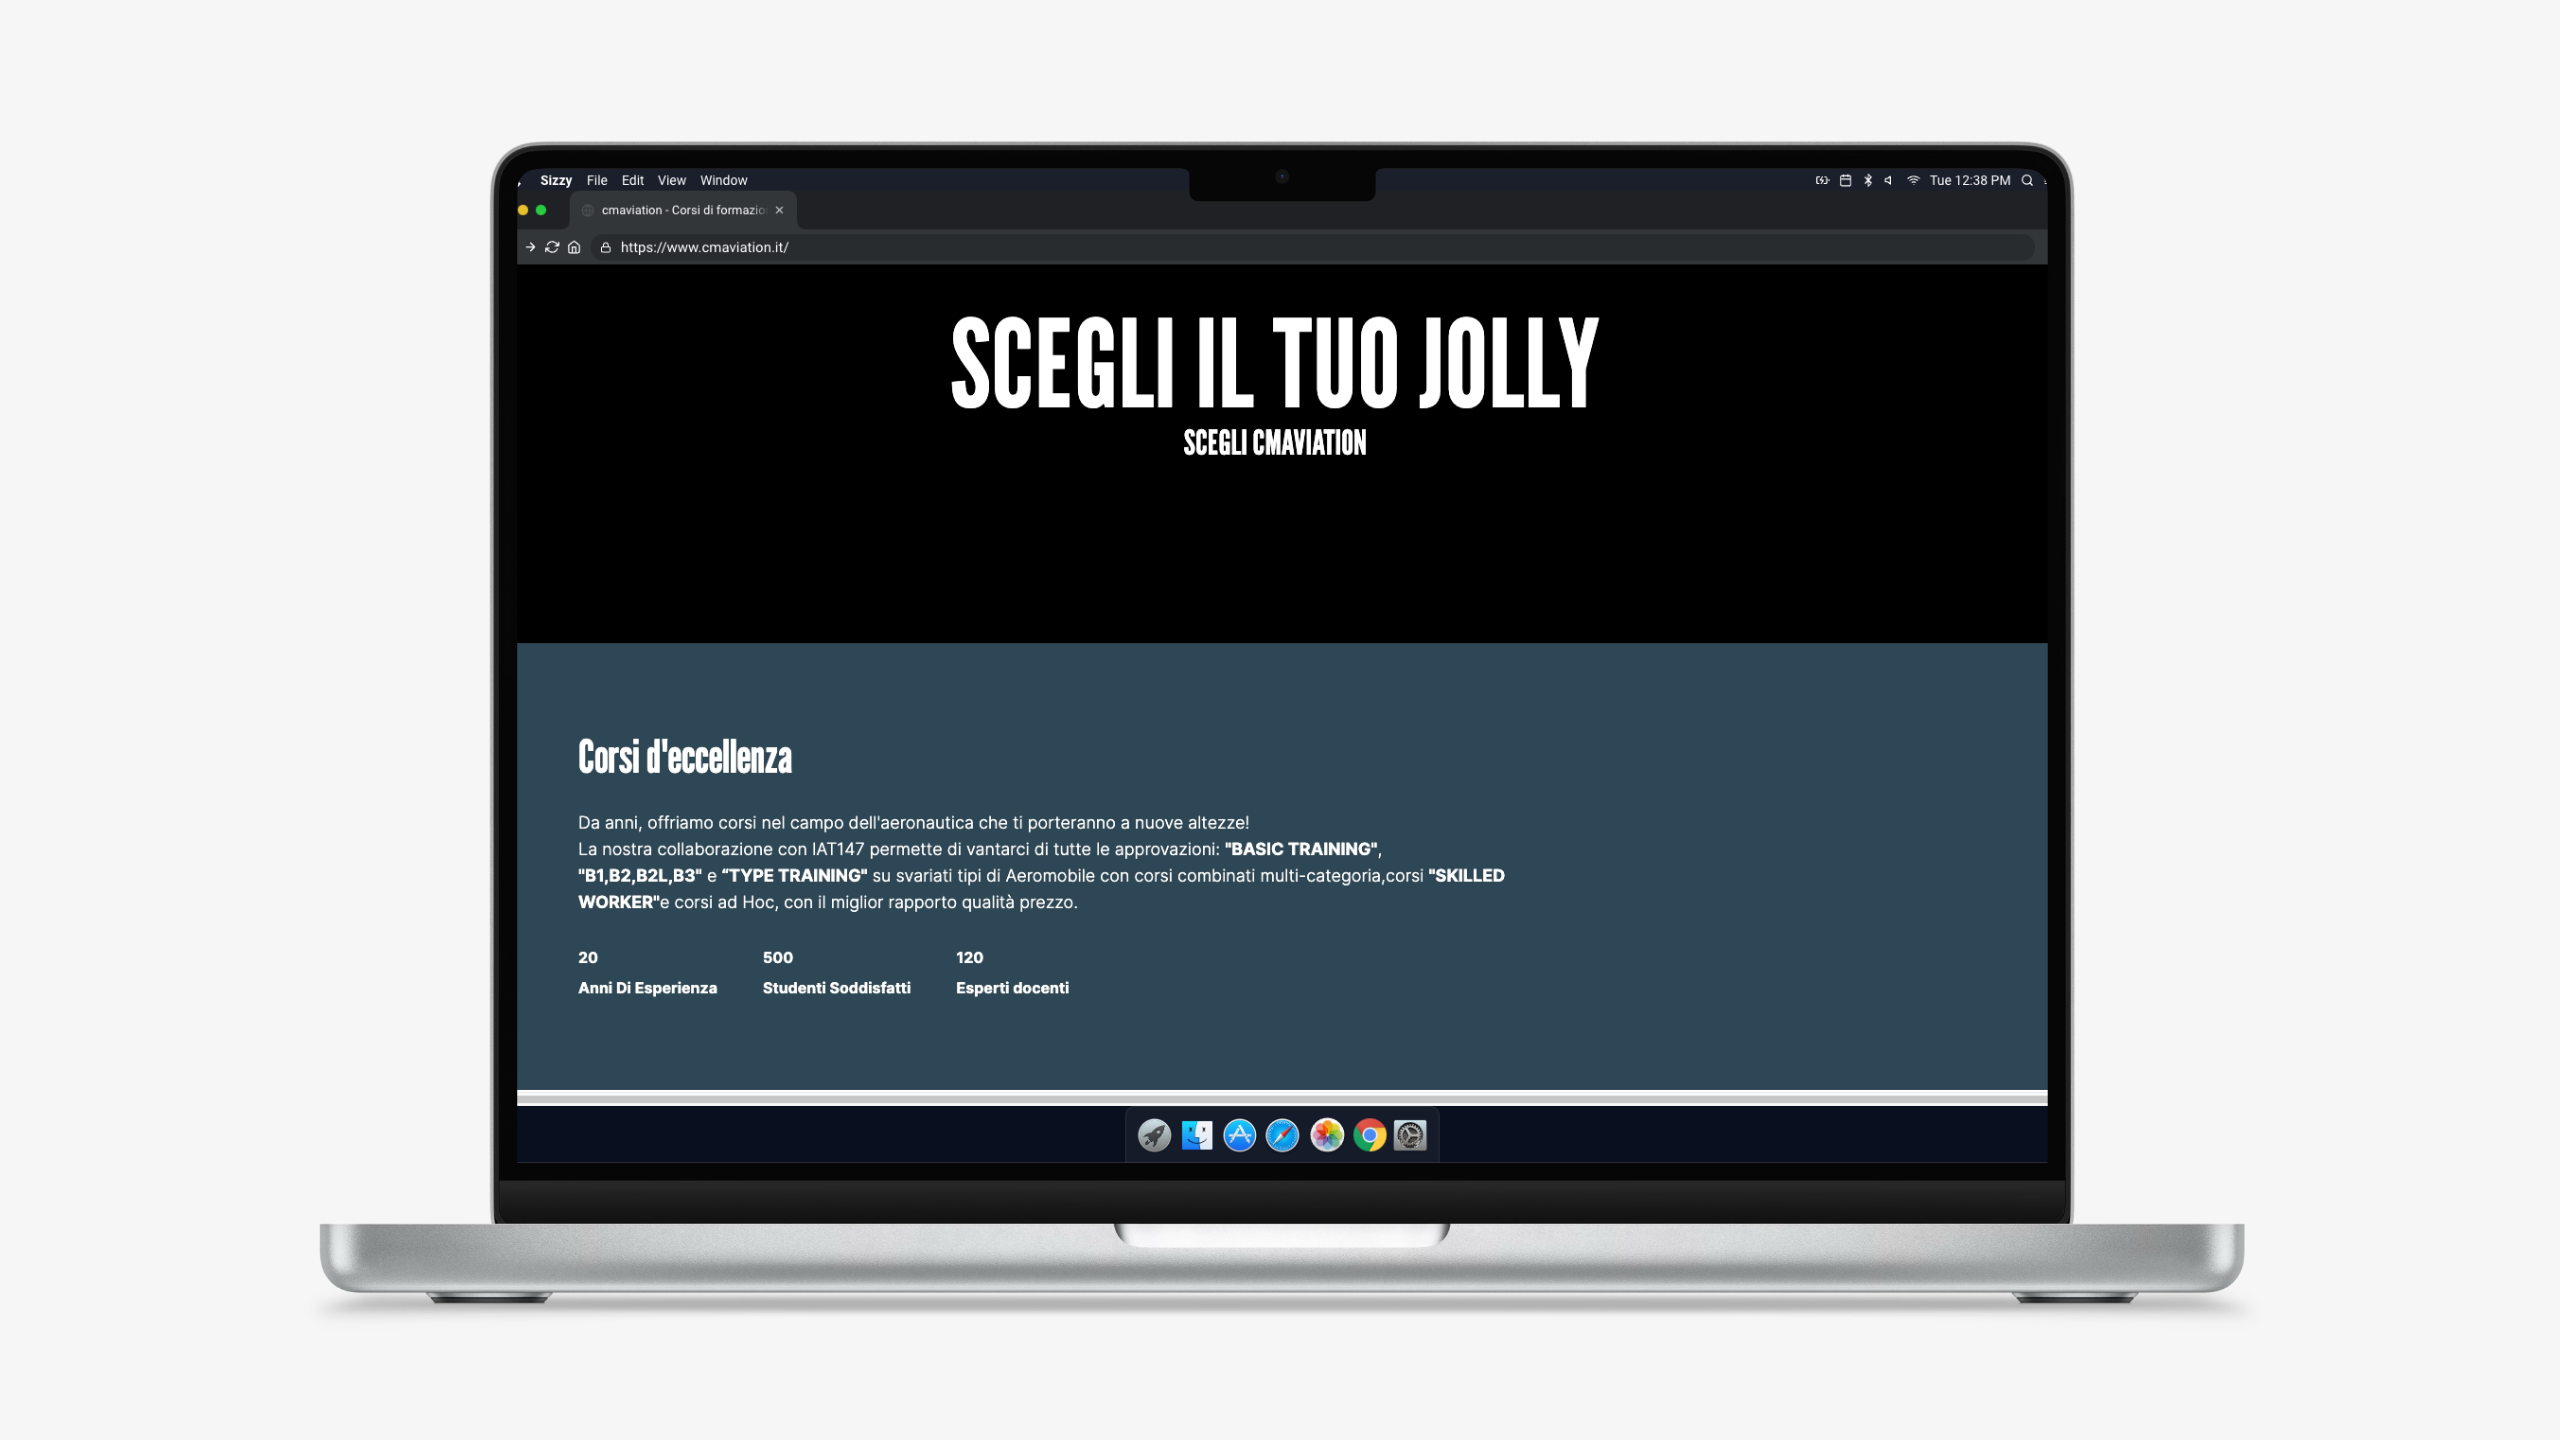 Sizzy File Edit View Window Tue 12:38 PM
cmaviation - Corsi di formazio
https://www.cmaviation.it/
SCEGLI IL TUO JOLLY
SCEGLI CMAVIATION
Corsi d'eccellenza
Da anni, offriamo corsi nel campo dell'aeronautica che ti porteranno a nuove altezze!
La nostra collaborazione con IAT147 permette di vantarci di tutte le approvazioni: "BASIC TRAINING",
"B1,B2,B2L,B3" e “TYPE TRAINING" su svariati tipi di Aeromobile con corsi combinati multi-categoria,corsi "SKILLED
WORKER"e corsi ad Hoc, con il miglior rapporto qualità prezzo.
20 500 120
Anni Di Esperienza Studenti Soddisfatti Esperti docenti